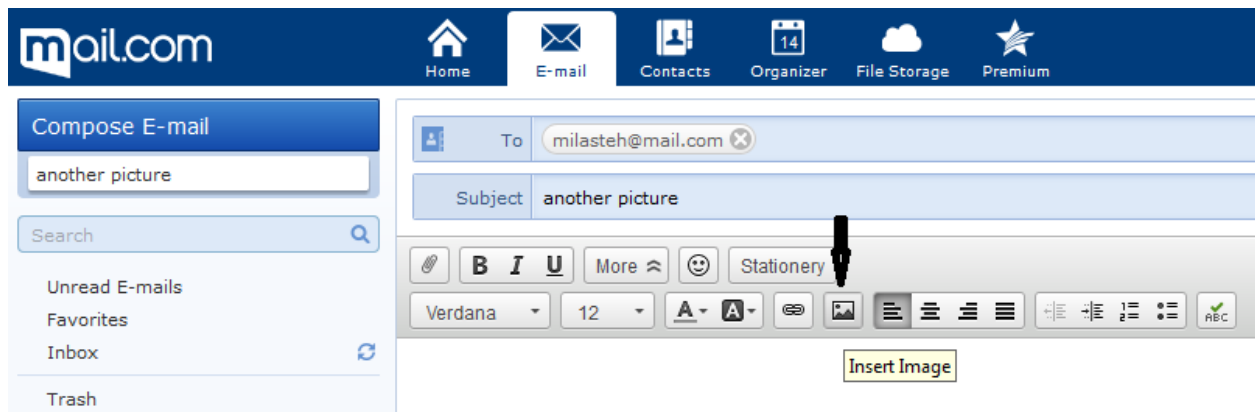 mail.com
14
Home E-mail Contacts Organizer File Storage Premium
Compose E-mail
another picture
Search
Unread E-mails
Favorites
Inbox
Trash
To milasteh@mail.com
Subject another picture
B I U More Stationery
Verdana 12 A A ABC
Insert Image